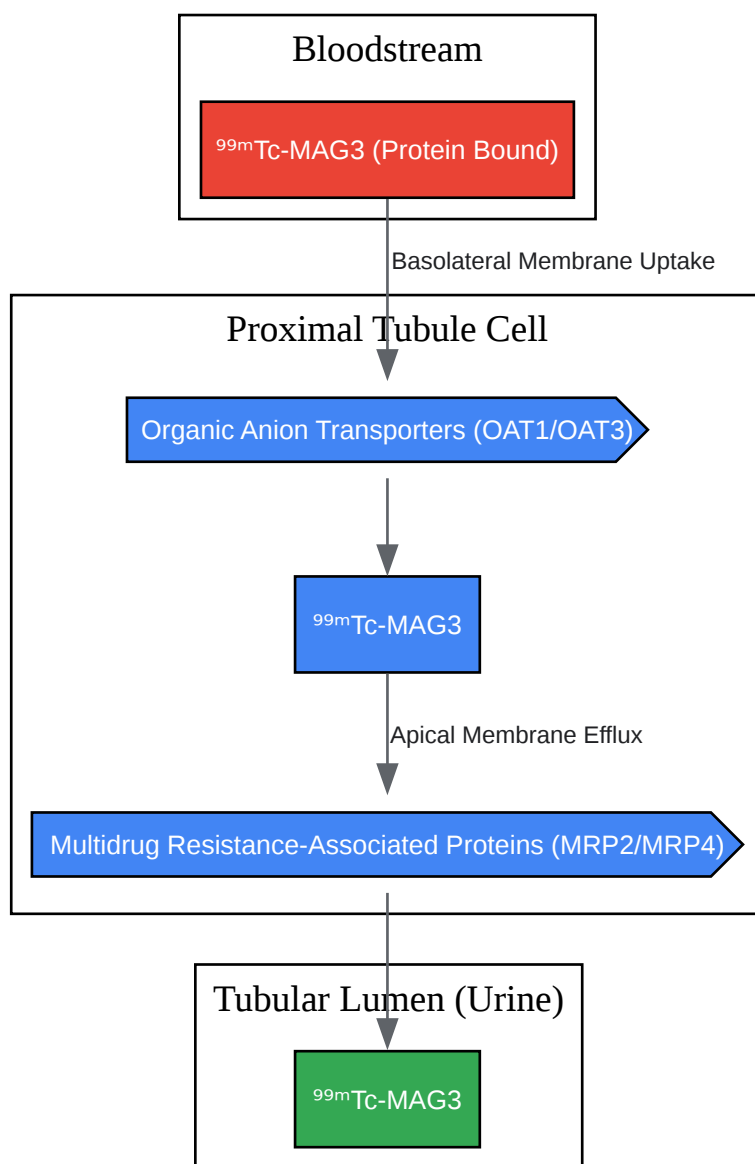 Bloodstream
⁹⁹ᵐTc-MAG3 (Protein Bound)
Basolateral Membrane Uptake
Proximal Tubule Cell
Organic Anion Transporters (OAT1/OAT3)
⁹⁹ᵐTc-MAG3
Apical Membrane Efflux
Multidrug Resistance-Associated Proteins (MRP2/MRP4)
Tubular Lumen (Urine)
⁹⁹ᵐTc-MAG3